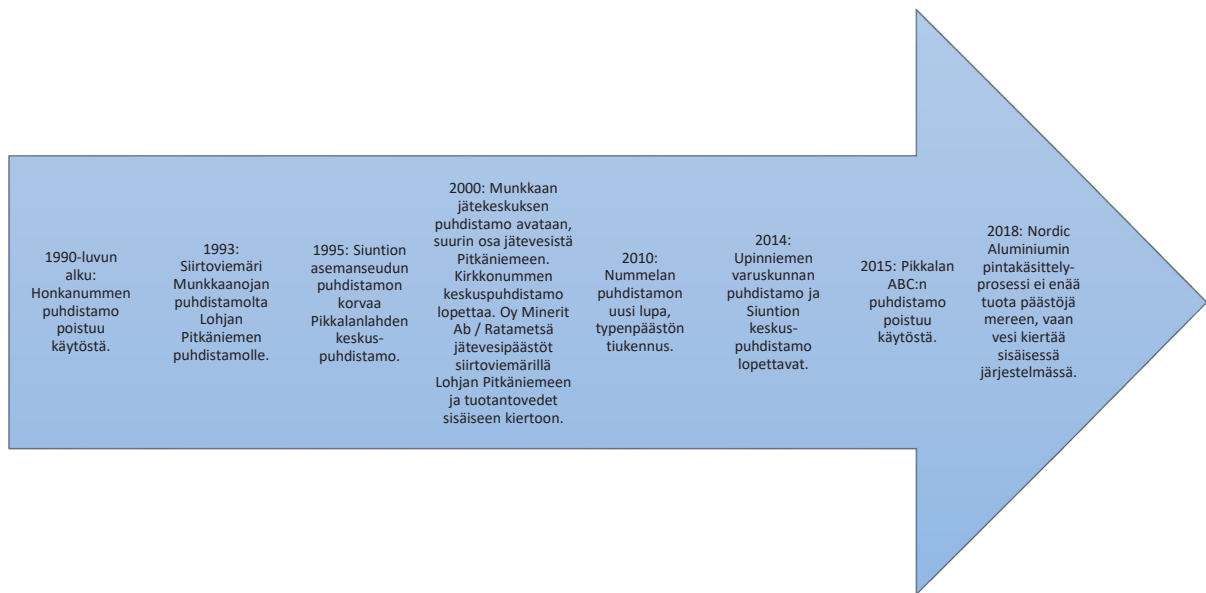 1990-luvun
alku:
Honkanummen
puhdistamo
poistuu
käytöstä.
1993:
Siirtoviemäri
Munkkaanojan
puhdistamolta
Lohjan
Pitkäniemen
puhdistamolle.
1995: Siuntion
asemanseudun
puhdistamon
korvaa
Pikkalanlahden
keskus-
puhdistamo.
2000: Munkkaan
jätekeskuksen
puhdistamo avataan,
suurin osa jätevesistä
Pitkäniemeen.
Kirkkonummen
keskuspuhdistamo
lopettaa. Oy Minerit
Ab / Ratametsä
jätevesipäästöt
siirtoviemärillä
Lohjan Pitkäniemeen
ja tuotantovedet
sisäiseen kiertoon.
2010:
Nummelan
puhdistamon
uusi lupa,
typenpäästön
tiukennus.
2014:
Upinniemen
varuskunnan
puhdistamo ja
Siuntion
keskus-
puhdistamo
lopettavat.
2015: Pikkalan
ABC:n
puhdistamo
poistuu
käytöstä.
2018: Nordic
Aluminiumin
pintakäsittely-
prosessi ei enää
tuota päästöjä
mereen, vaan
vesi kiertää
sisäisessä
järjestelmässä.